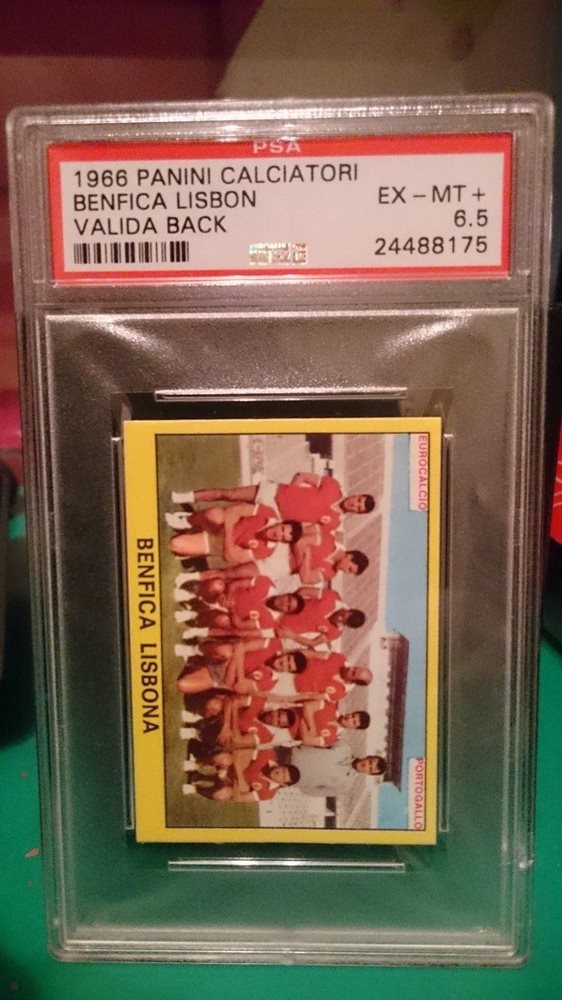 PSA
1966 PANINI CALCIATORI
BENFICA LISBON
EX - MT +
VALIDA BACK
6.5
24488175
EUROCALCIO
PORTOGALLO
BENFICA LISBONA